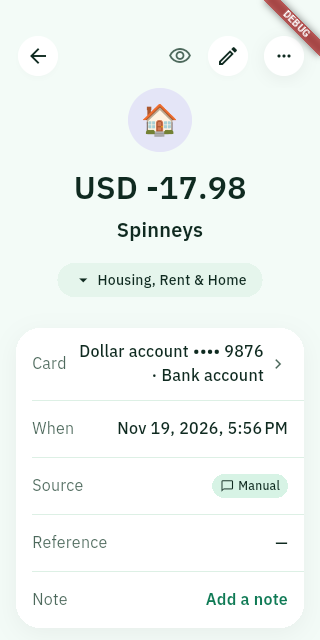 DEBUG
USD -17.98
Spinneys
Housing, Rent & Home
Card
Dollar account •••• 9876
· Bank account
When
Nov 19, 2026, 5:56 PM
Source
Manual
Reference
—
Note
Add a note